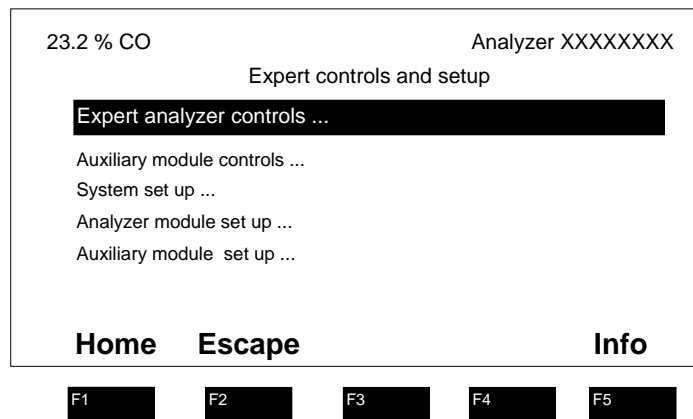 23.2 % CO Analyzer XXXXXXXX
Expert controls and setup
Expert analyzer controls ...
Auxiliary module controls ...
System set up ...
Analyzer module set up ...
Auxiliary module  set up ...
Home Escape Info
F1 F2 F3 F4 F5